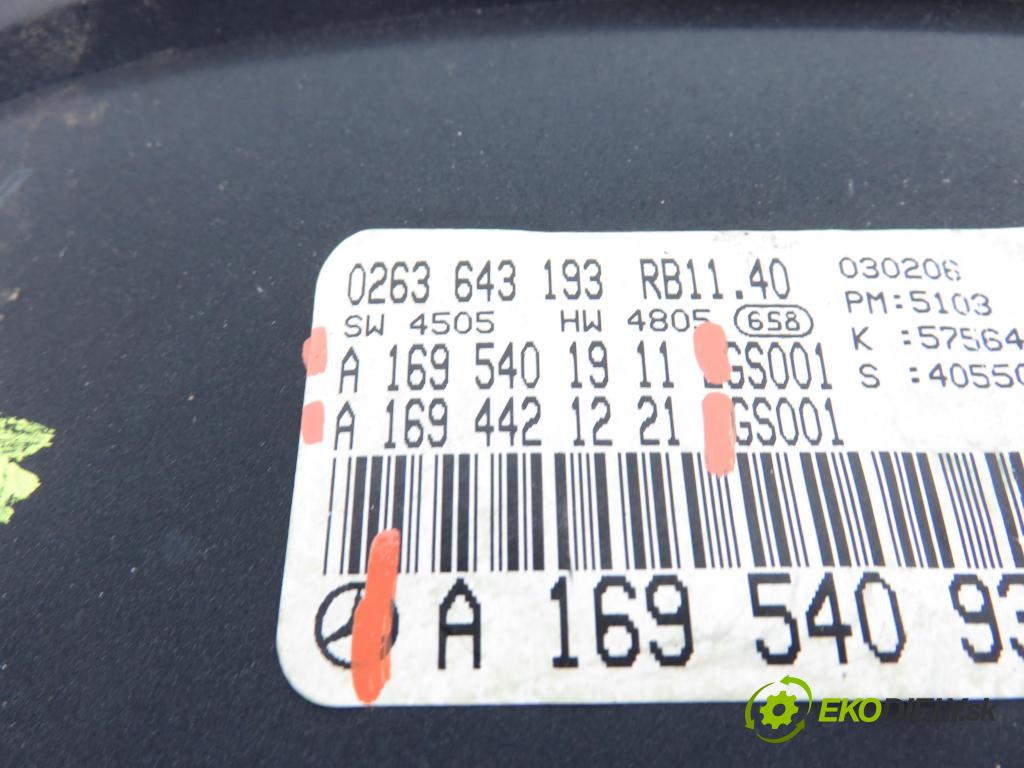 0263 643 193 RB11.40
SW 4505 HW 4805 658
A 169 540 19 11 GS001
A 169 442 12 21 GS001
A 169 540 93
030206
PM:5103
K :57564
S :40550
EKODIELY.sk